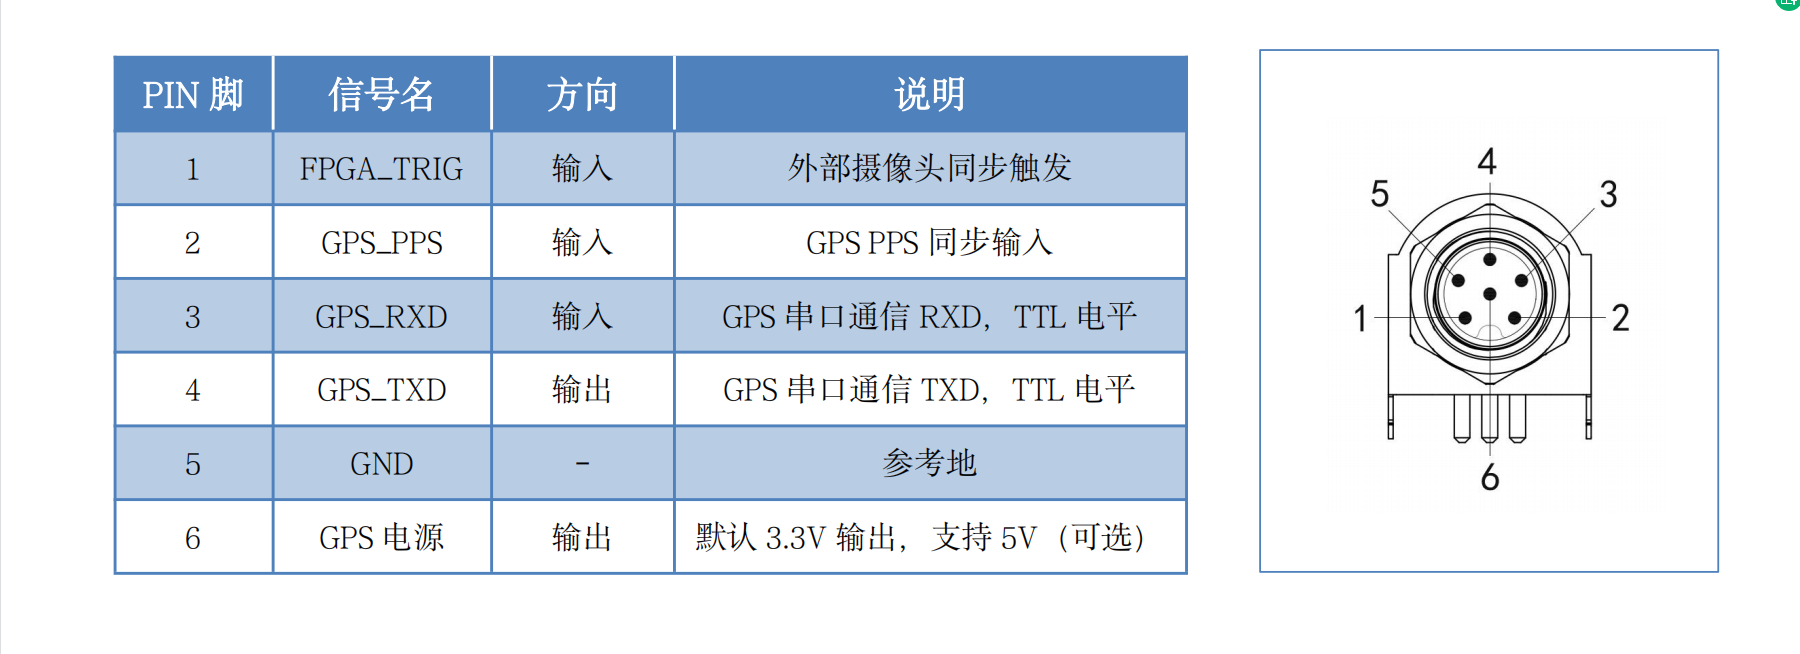 PIN 脚 信号名 方向 说明
1 FPGA_TRIG 输入 外部摄像头同步触发
2 GPS_PPS 输入 GPS PPS 同步输入
3 GPS_RXD 输入 GPS 串口通信 RXD，TTL 电平
4 GPS_TXD 输出 GPS 串口通信 TXD，TTL 电平
5 GND - 参考地
6 GPS 电源 输出 默认 3.3V 输出，支持 5V（可选）
4
5
3
1
2
6